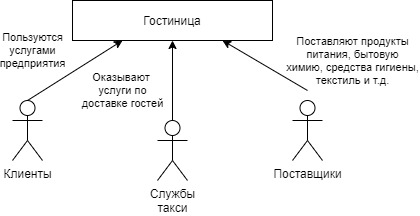 Гостиница
Пользуются
услугами
предприятия
Оказывают
услуги по
доставке гостей
Поставляют продукты
питания, бытовую
химию, средства гигиены,
текстиль и т.д.
Клиенты
Службы
такси
Поставщики